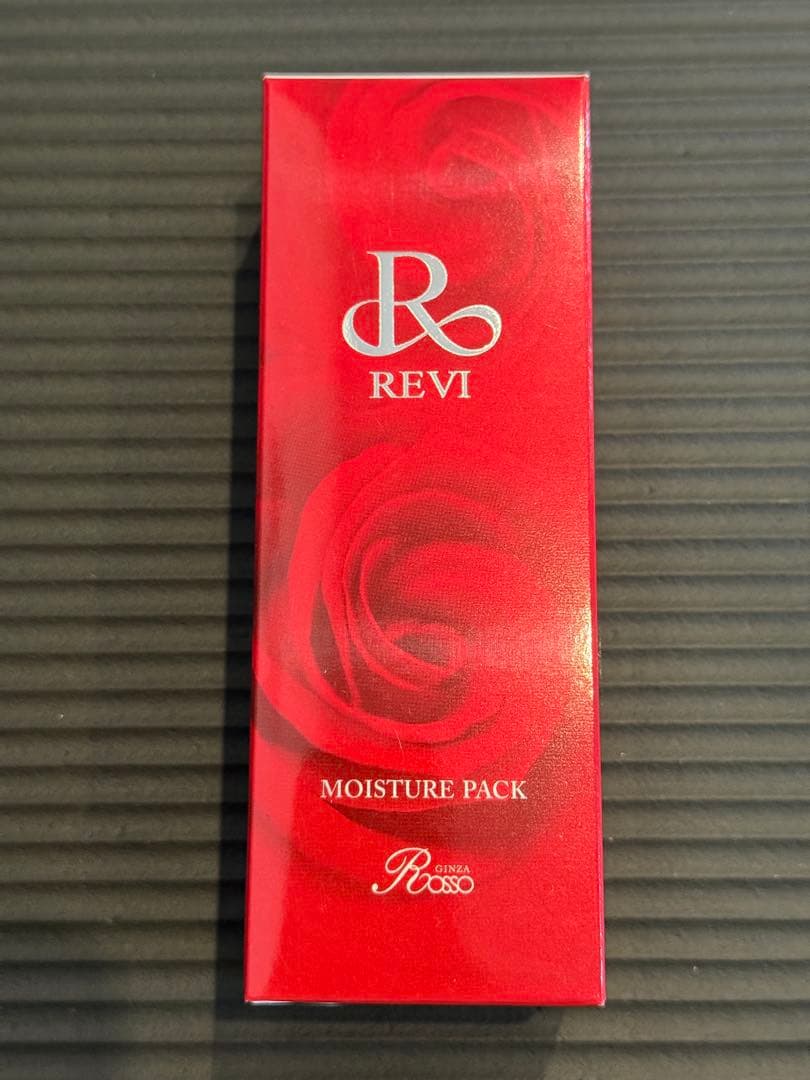 R
REVI
MOISTURE PACK
GINZA
Rosso